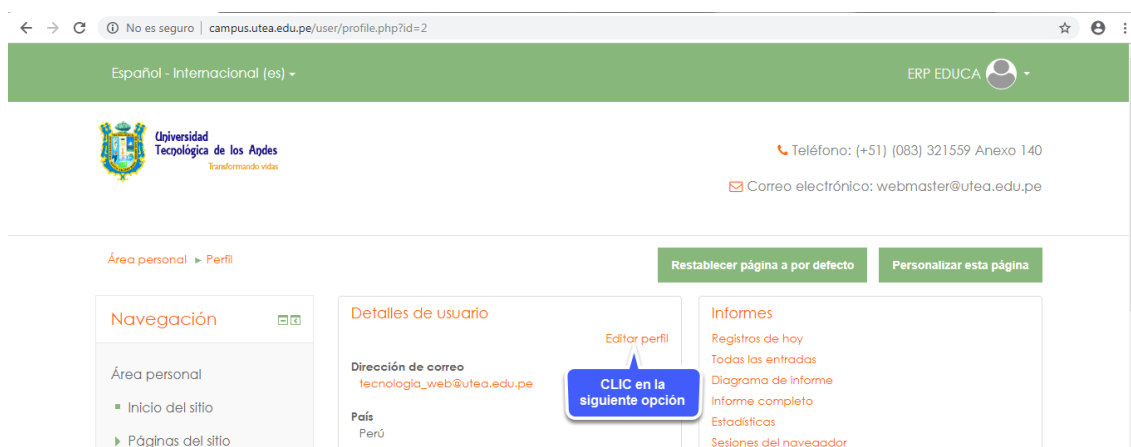 No es seguro | campus.utea.edu.pe/user/profile.php?id=2
Español - Internacional (es)
ERP EDUCA
Universidad
Tecnológica de los Andes
Transformando vidas
Teléfono: (+51) (083) 321559 Anexo 140
Correo electrónico: webmaster@utea.edu.pe
Área personal ► Perfil
Restablecer página a por defecto
Personalizar esta página
Navegación
Área personal
Inicio del sitio
Páginas del sitio
Detalles de usuario
Editar perfil
Dirección de correo
tecnologia_web@utea.edu.pe
País
Perú
CLIC en la
siguiente opción
Informes
Registros de hoy
Todas las entradas
Diagrama de informe
Informe completo
Estadísticas
Sesiones del navegador